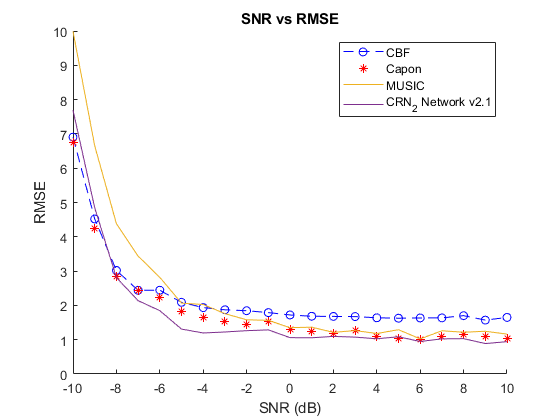 SNR vs RMSE
CBF
Capon
MUSIC
CRN2 Network v2.1
RMSE
10
9
8
7
6
5
4
3
2
1
0
-10 -8 -6 -4 -2 0 2 4 6 8 10
SNR (dB)